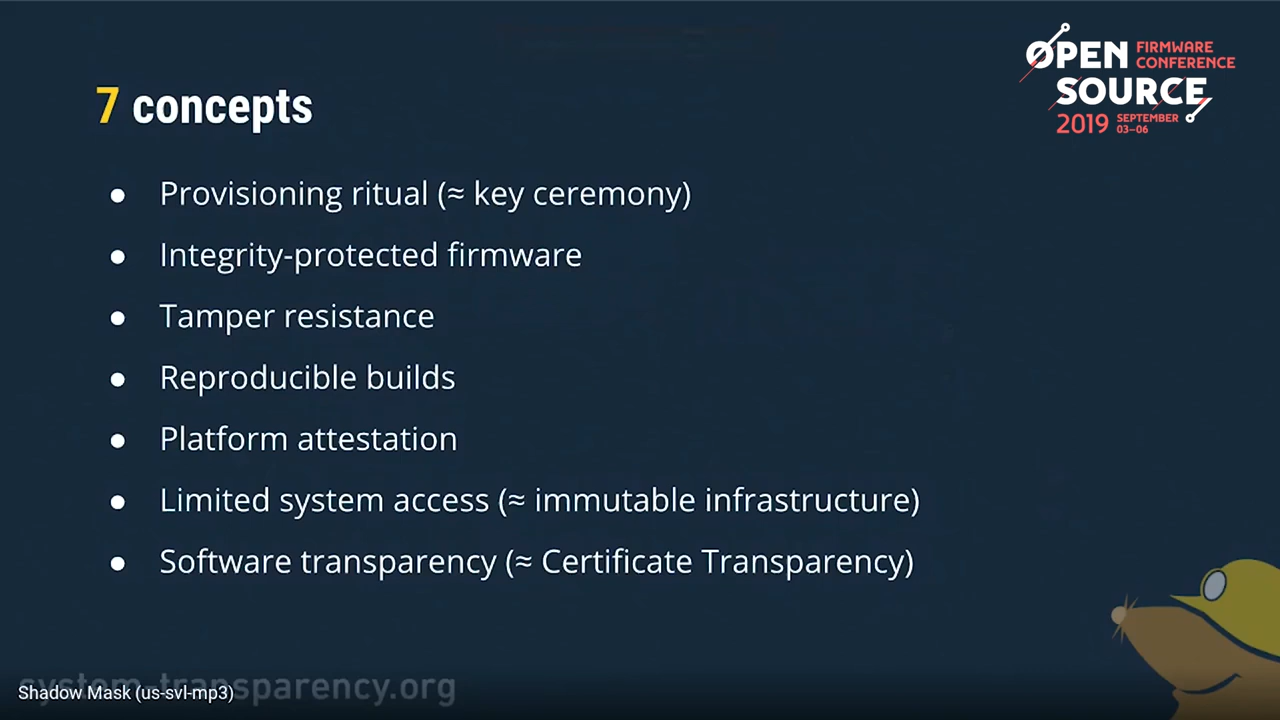 OPEN FIRMWARE
CONFERENCE
SOURCE
2019 SEPTEMBER
03–06
7 concepts
● Provisioning ritual (≈ key ceremony)
● Integrity-protected firmware
● Tamper resistance
● Reproducible builds
● Platform attestation
● Limited system access (≈ immutable infrastructure)
● Software transparency (≈ Certificate Transparency)
system-transparency.org
Shadow Mask (us-svl-mp3)